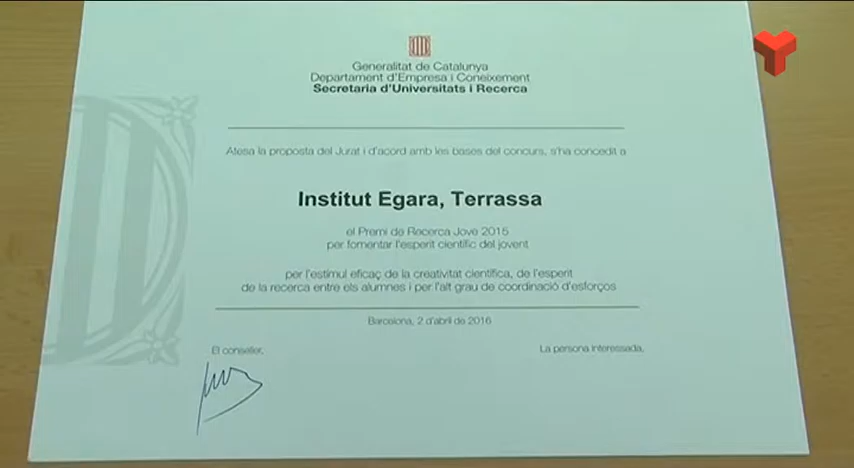 Generalitat de Catalunya
Departament d'Empresa i Coneixement
Secretaria d'Universitats i Recerca
Atesa la proposta del Jurat i d'acord amb les bases del concurs, s'ha concedit a
Institut Egara, Terrassa
el Premi de Recerca Jove 2015
per fomentar l'esperit científic del jovent
per l'estímul eficaç de la creativitat científica, de l'esperit
de la recerca entre els alumnes i per l'alt grau de coordinació d'esforços
Barcelona, 2 d'abril de 2016
El conseller,
La persona interessada,